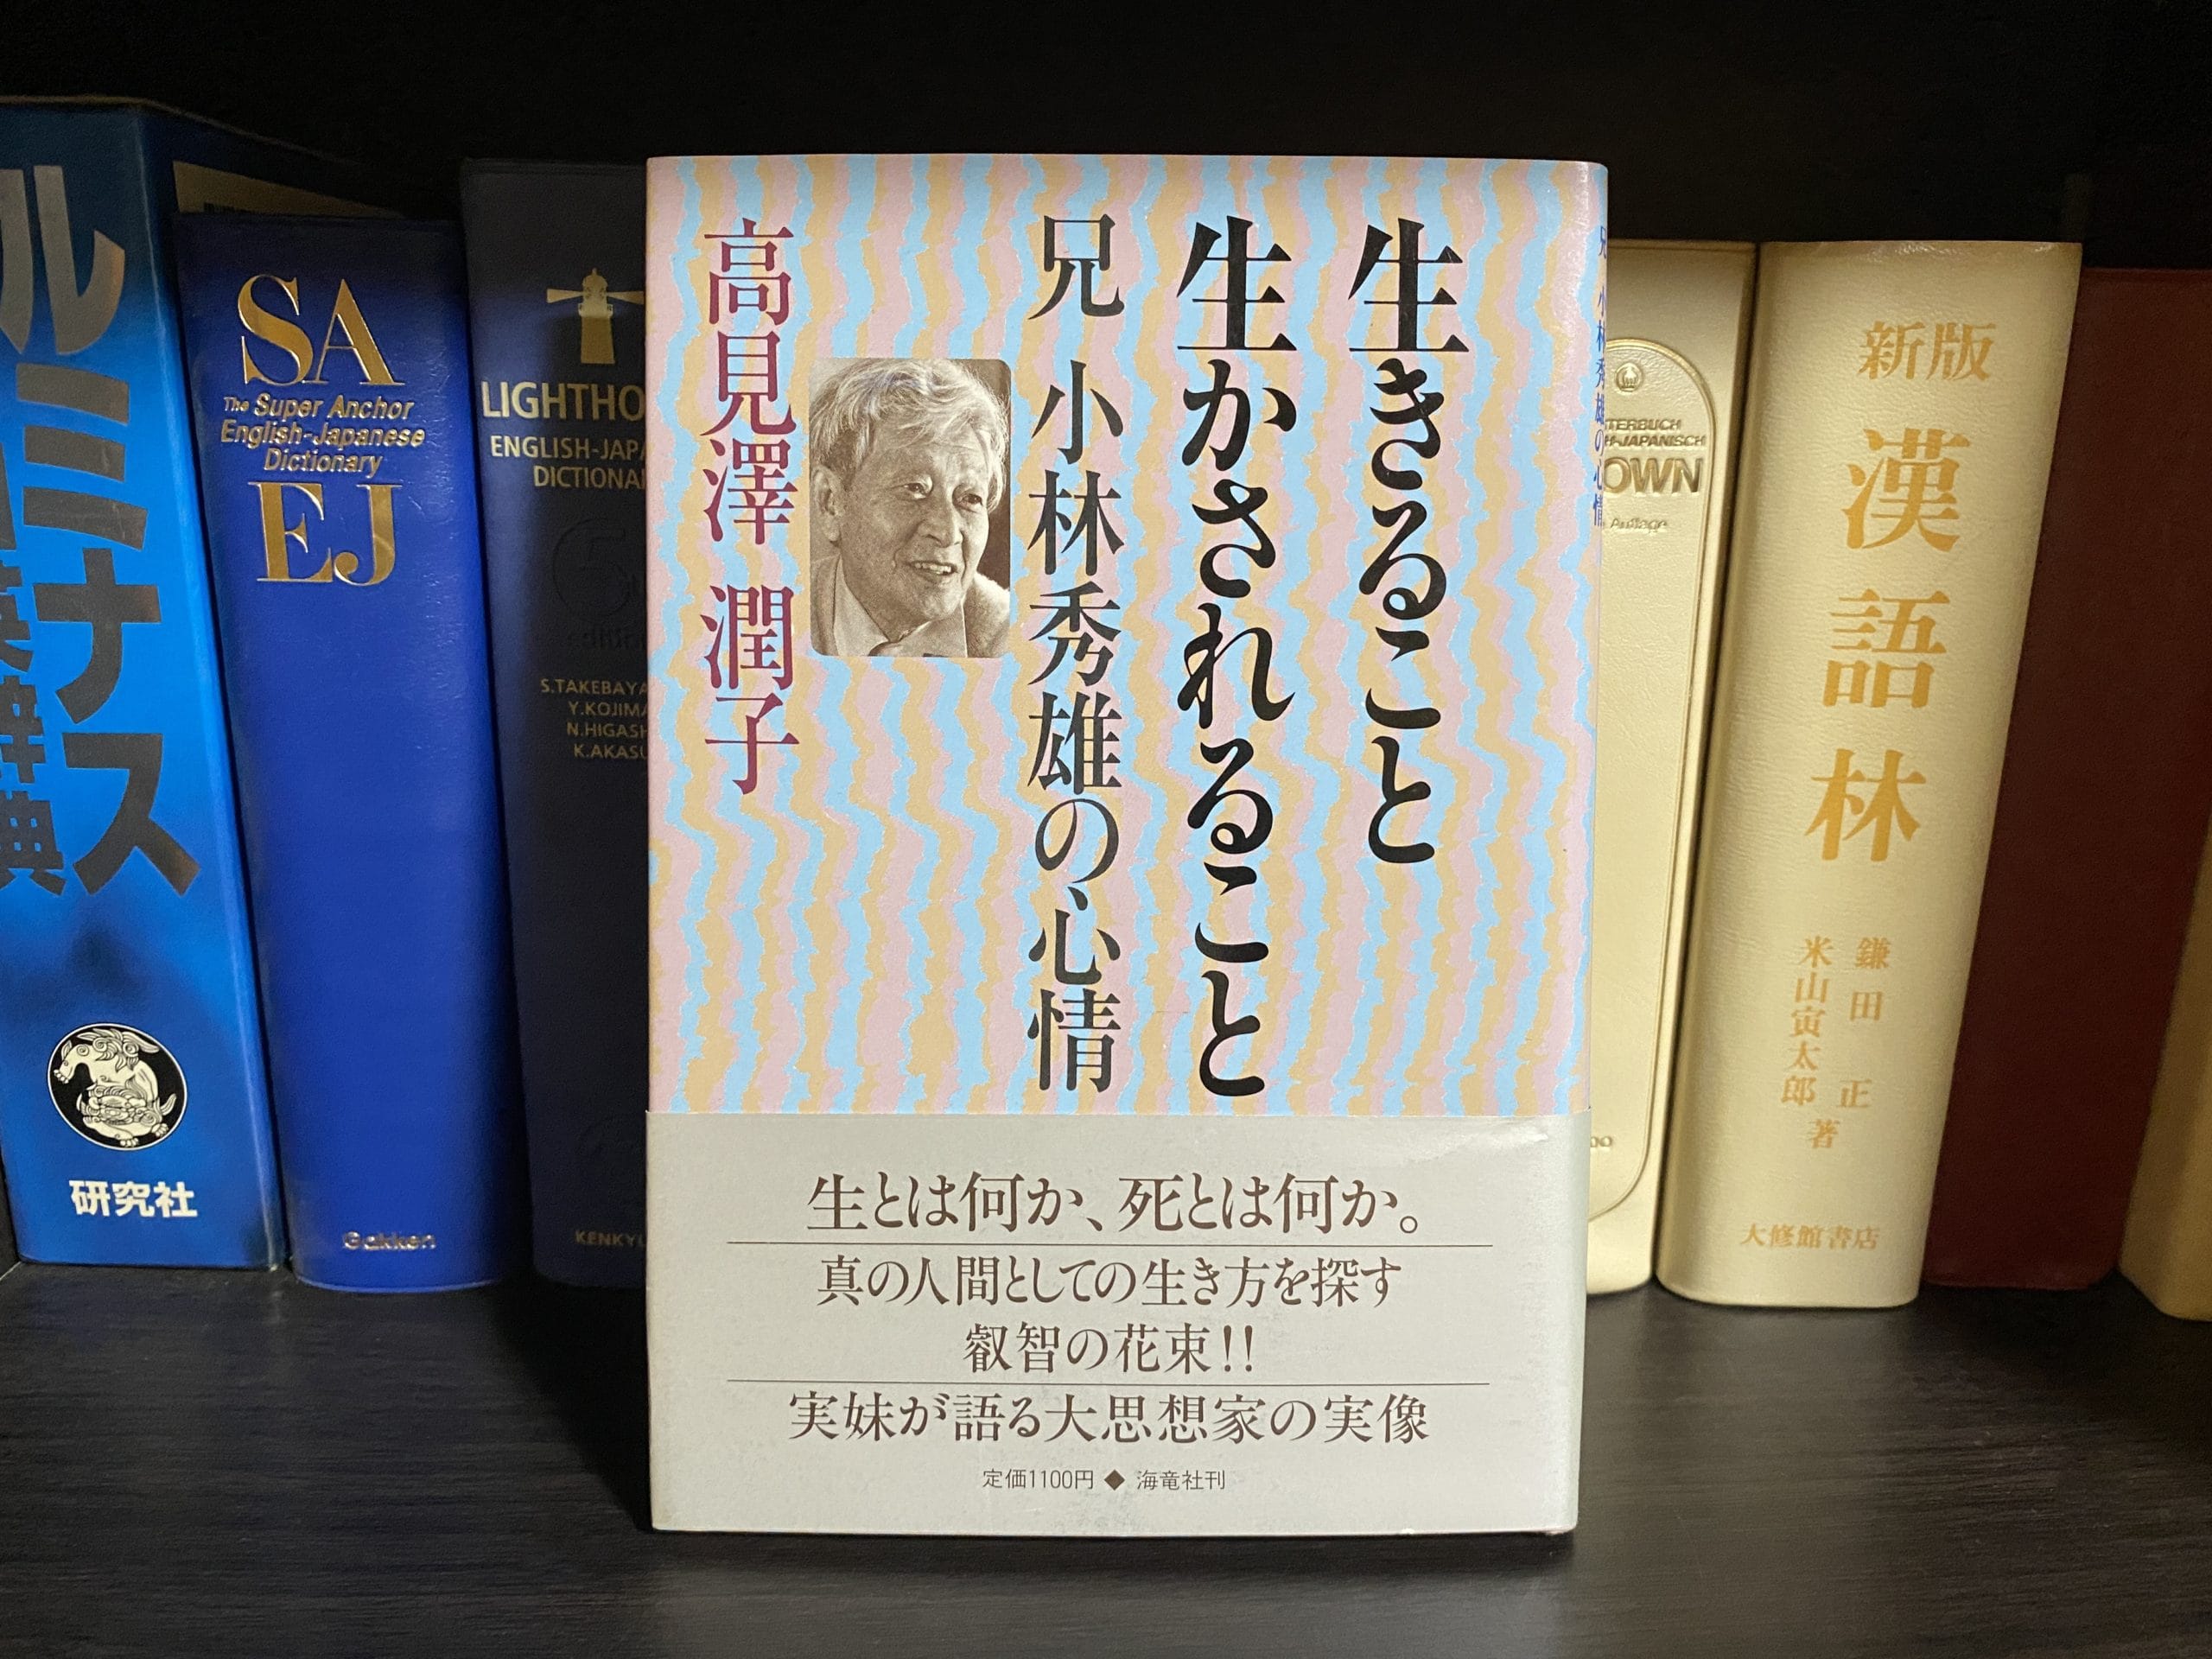 生きること
生かされること
兄 小林秀雄の心情
高見澤 潤子
生とは何か、死とは何か。
真の人間としての生き方を探す
叡智の花束!!
実妹が語る大思想家の実像
定価1100円 ◆ 海竜社刊
兄 小林秀雄の心情
ルミナス
研究社
SA
The Super Anchor
English-Japanese
Dictionary
EJ
Gakken
ENGLISH-JAPA
S.TAKEBAYA
Y.KOJIMA
N.HIGASH
K.AKASU
H-JAPANISCH
Auflage
新版
漢語林
鎌田 正
米山寅太郎
著
大修館書店